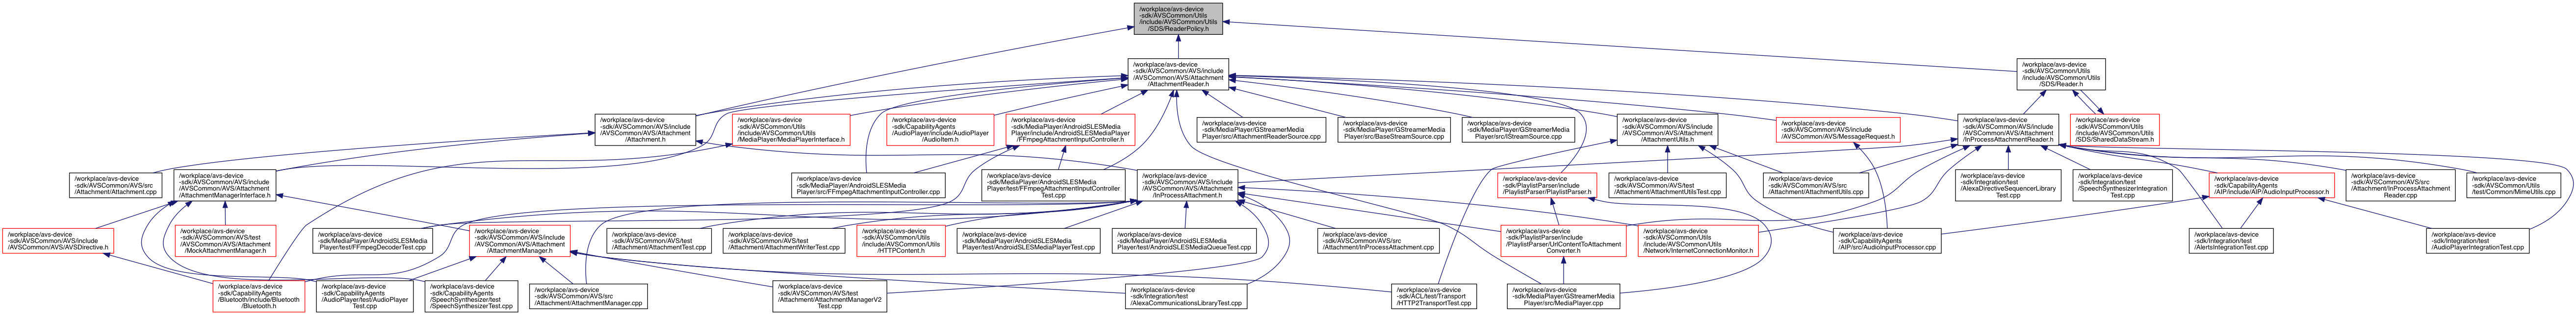 /workplace/avs-device
-sdk/AVSCommon/Utils
/include/AVSCommon/Utils
/SDS/ReaderPolicy.h
/workplace/avs-device
-sdk/AVSCommon/AVS/include
/AVSCommon/AVS/Attachment
/AttachmentReader.h
/workplace/avs-device
-sdk/AVSCommon/Utils
/include/AVSCommon/Utils
/SDS/Reader.h
/workplace/avs-device
-sdk/AVSCommon/AVS/include
/AVSCommon/AVS/Attachment
/Attachment.h
/workplace/avs-device
-sdk/AVSCommon/Utils
/include/AVSCommon/Utils
/MediaPlayer/MediaPlayerInterface.h
/workplace/avs-device
-sdk/CapabilityAgents
/AudioPlayer/include/AudioPlayer
/AudioItem.h
/workplace/avs-device
-sdk/MediaPlayer/AndroidSLESMedia
Player/include/AndroidSLESMediaPlayer
/FFmpegAttachmentInputController.h
/workplace/avs-device
-sdk/MediaPlayer/GStreamerMedia
Player/src/AttachmentReaderSource.cpp
/workplace/avs-device
-sdk/MediaPlayer/GStreamerMedia
Player/src/BaseStreamSource.cpp
/workplace/avs-device
-sdk/MediaPlayer/GStreamerMedia
Player/src/IStreamSource.cpp
/workplace/avs-device
-sdk/AVSCommon/AVS/include
/AVSCommon/AVS/Attachment
/AttachmentUtils.h
/workplace/avs-device
-sdk/AVSCommon/AVS/include
/AVSCommon/AVS/MessageRequest.h
/workplace/avs-device
-sdk/AVSCommon/AVS/include
/AVSCommon/AVS/Attachment
/InProcessAttachmentReader.h
/workplace/avs-device
-sdk/AVSCommon/Utils
/include/AVSCommon/Utils
/SDS/SharedDataStream.h
/workplace/avs-device
-sdk/AVSCommon/AVS/src
/Attachment/Attachment.cpp
/workplace/avs-device
-sdk/AVSCommon/AVS/include
/AVSCommon/AVS/Attachment
/AttachmentManagerInterface.h
/workplace/avs-device
-sdk/MediaPlayer/AndroidSLESMedia
Player/src/FFmpegAttachmentInputController.cpp
/workplace/avs-device
-sdk/MediaPlayer/AndroidSLESMedia
Player/test/FFmpegAttachmentInputController
Test.cpp
/workplace/avs-device
-sdk/AVSCommon/AVS/include
/AVSCommon/AVS/Attachment
/InProcessAttachment.h
/workplace/avs-device
-sdk/PlaylistParser/include
/PlaylistParser/PlaylistParser.h
/workplace/avs-device
-sdk/AVSCommon/AVS/test
/Attachment/AttachmentUtilsTest.cpp
/workplace/avs-device
-sdk/AVSCommon/AVS/src
/Attachment/AttachmentUtils.cpp
/workplace/avs-device
-sdk/Integration/test
/AlexaDirectiveSequencerLibrary
Test.cpp
/workplace/avs-device
-sdk/Integration/test
/SpeechSynthesizerIntegration
Test.cpp
/workplace/avs-device
-sdk/CapabilityAgents
/AIP/include/AIP/AudioInputProcessor.h
/workplace/avs-device
-sdk/AVSCommon/AVS/src
/Attachment/InProcessAttachment
Reader.cpp
/workplace/avs-device
-sdk/AVSCommon/Utils
/test/Common/MimeUtils.cpp
/workplace/avs-device
-sdk/AVSCommon/AVS/include
/AVSCommon/AVS/AVSDirective.h
/workplace/avs-device
-sdk/AVSCommon/AVS/test
/AVSCommon/AVS/Attachment
/MockAttachmentManager.h
/workplace/avs-device
-sdk/MediaPlayer/AndroidSLESMedia
Player/test/FFmpegDecoderTest.cpp
/workplace/avs-device
-sdk/AVSCommon/AVS/include
/AVSCommon/AVS/Attachment
/AttachmentManager.h
/workplace/avs-device
-sdk/AVSCommon/AVS/test
/Attachment/AttachmentTest.cpp
/workplace/avs-device
-sdk/AVSCommon/AVS/test
/Attachment/AttachmentWriterTest.cpp
/workplace/avs-device
-sdk/AVSCommon/Utils
/include/AVSCommon/Utils
/HTTPContent.h
/workplace/avs-device
-sdk/MediaPlayer/AndroidSLESMedia
Player/test/AndroidSLESMediaPlayerTest.cpp
/workplace/avs-device
-sdk/MediaPlayer/AndroidSLESMedia
Player/test/AndroidSLESMediaQueueTest.cpp
/workplace/avs-device
-sdk/AVSCommon/AVS/src
/Attachment/InProcessAttachment.cpp
/workplace/avs-device
-sdk/PlaylistParser/include
/PlaylistParser/UrlContentToAttachment
Converter.h
/workplace/avs-device
-sdk/AVSCommon/Utils
/include/AVSCommon/Utils
/Network/InternetConnectionMonitor.h
/workplace/avs-device
-sdk/CapabilityAgents
/AIP/src/AudioInputProcessor.cpp
/workplace/avs-device
-sdk/Integration/test
/AlertsIntegrationTest.cpp
/workplace/avs-device
-sdk/Integration/test
/AudioPlayerIntegrationTest.cpp
/workplace/avs-device
-sdk/CapabilityAgents
/Bluetooth/include/Bluetooth
/Bluetooth.h
/workplace/avs-device
-sdk/CapabilityAgents
/AudioPlayer/test/AudioPlayer
Test.cpp
/workplace/avs-device
-sdk/CapabilityAgents
/SpeechSynthesizer/test
/SpeechSynthesizerTest.cpp
/workplace/avs-device
-sdk/AVSCommon/AVS/src
/Attachment/AttachmentManager.cpp
/workplace/avs-device
-sdk/AVSCommon/AVS/test
/Attachment/AttachmentManagerV2
Test.cpp
/workplace/avs-device
-sdk/Integration/test
/AlexaCommunicationsLibraryTest.cpp
/workplace/avs-device
-sdk/ACL/test/Transport
/HTTP2TransportTest.cpp
/workplace/avs-device
-sdk/MediaPlayer/GStreamerMedia
Player/src/MediaPlayer.cpp